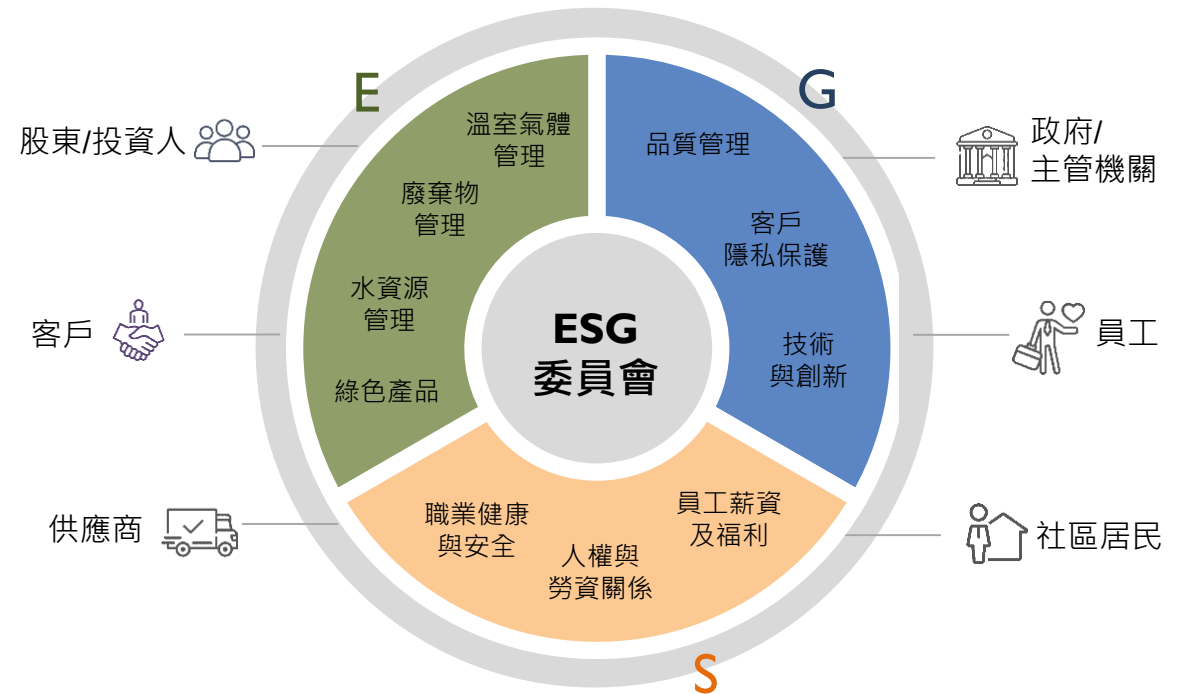 E
G
溫室氣體
管理
廢棄物
管理
水資源
管理
綠色產品
品質管理
客戶
隱私保護
技術
與創新
ESG
委員會
職業健康
與安全
人權與
勞資關係
員工薪資
及福利
S
股東/投資人
客戶
供應商
政府/
主管機關
員工
社區居民